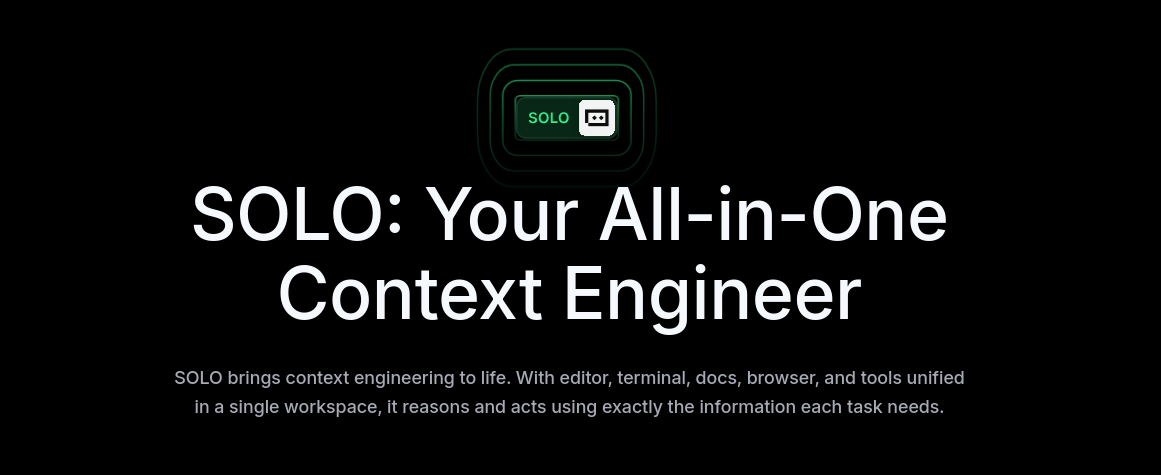 SOLO
SOLO: Your All-in-One
Context Engineer
SOLO brings context engineering to life. With editor, terminal, docs, browser, and tools unified
in a single workspace, it reasons and acts using exactly the information each task needs.